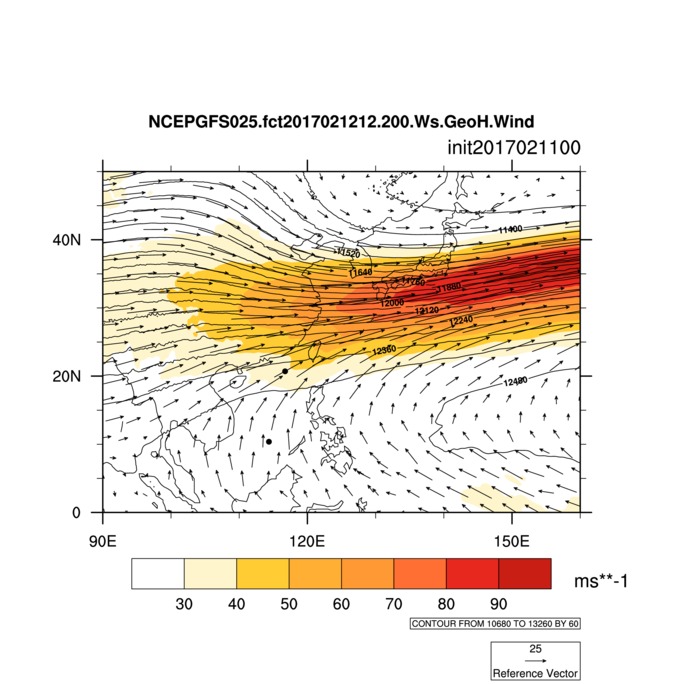 NCEPGFS025.fct2017021212.200.Ws.GeoH.Wind
init2017021100
40N
20N
0
90E 120E 150E
11400
11520
11640
11880
12000
12120
12240
12360
12480
30 40 50 60 70 80 90
ms**-1
CONTOUR FROM 10680 TO 13260 BY 60
25
Reference Vector